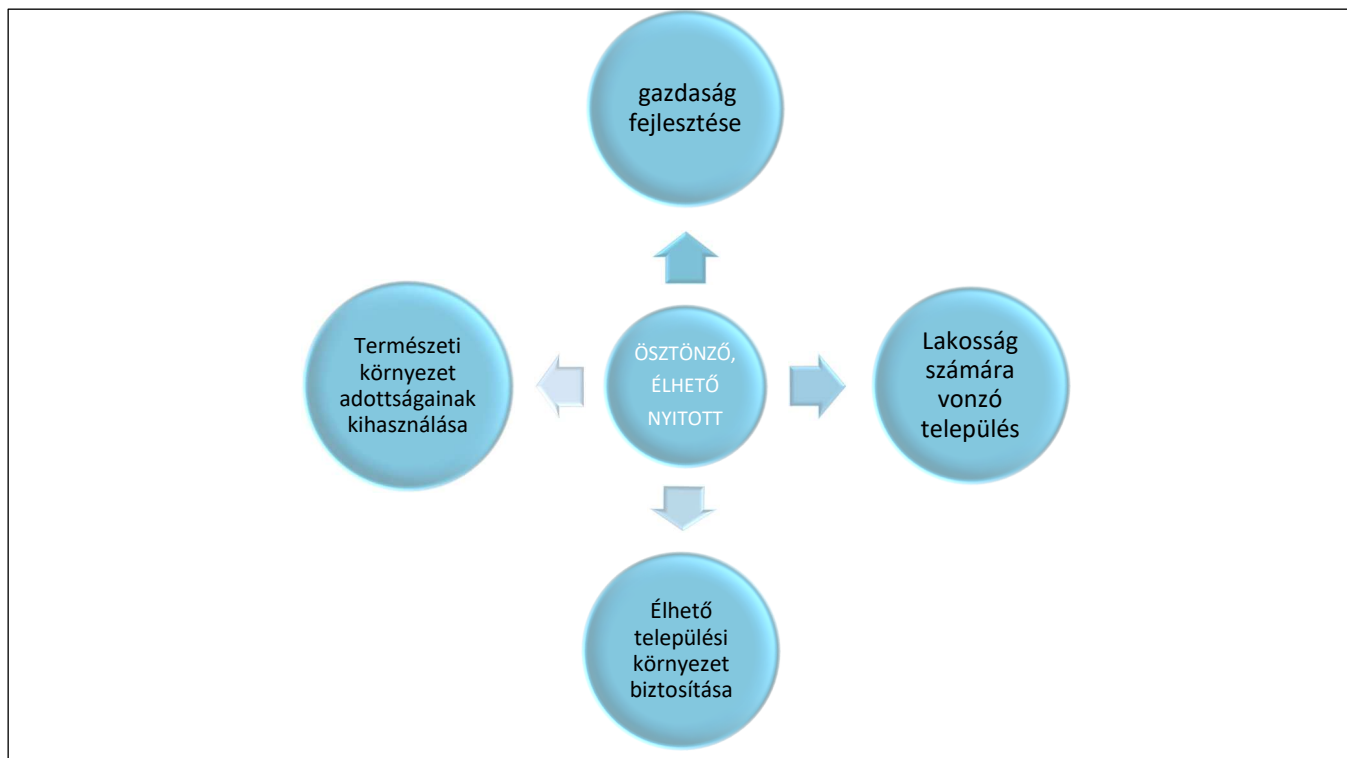 gazdaság
fejlesztése
Természeti
környezet
adottságainak
kihasználása
ÖSZTÖNZŐ,
ÉLHETŐ
NYITOTT
Lakosság
számára
vonzó
település
Élhető
települési
környezet
biztosítása